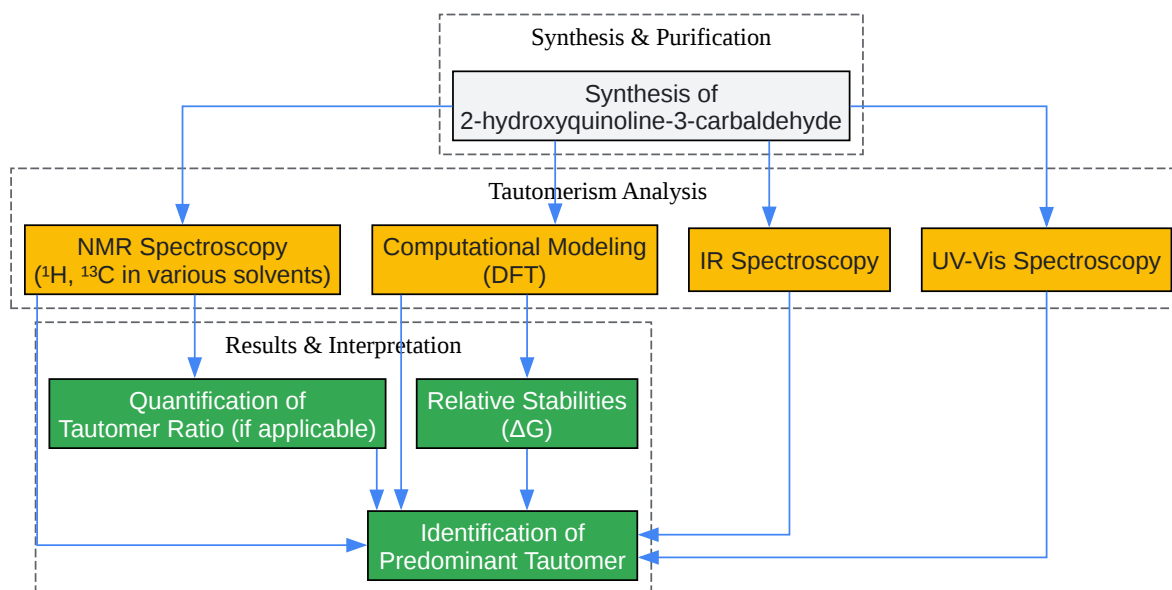 Synthesis & Purification
Synthesis of
2-hydroxyquinoline-3-carbaldehyde
Tautomerism Analysis
NMR Spectroscopy
(¹H, ¹³C in various solvents)
Computational Modeling
(DFT)
IR Spectroscopy
UV-Vis Spectroscopy
Results & Interpretation
Quantification of
Tautomer Ratio (if applicable)
Relative Stabilities
(ΔG)
Identification of
Predominant Tautomer